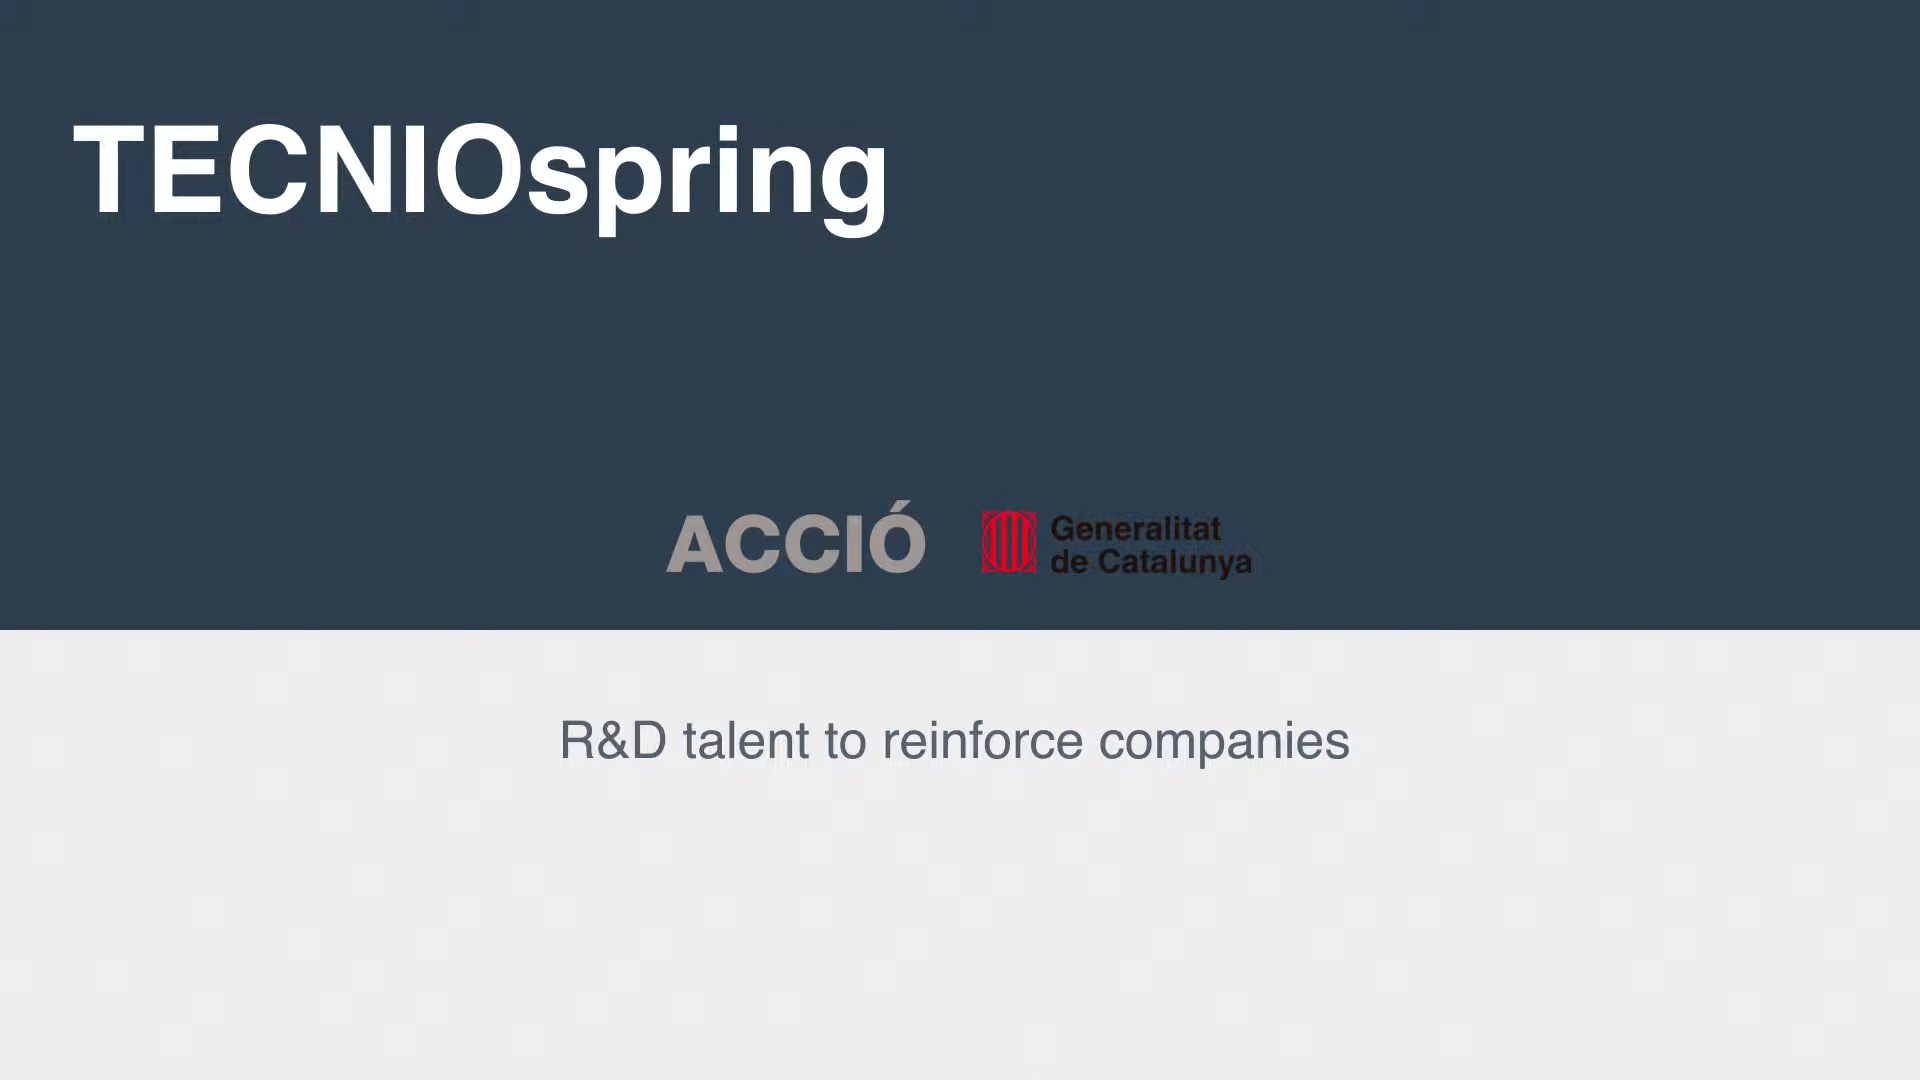 TECNIOspring
ACCIÓ
Generalitat
de Catalunya
R&D talent to reinforce companies